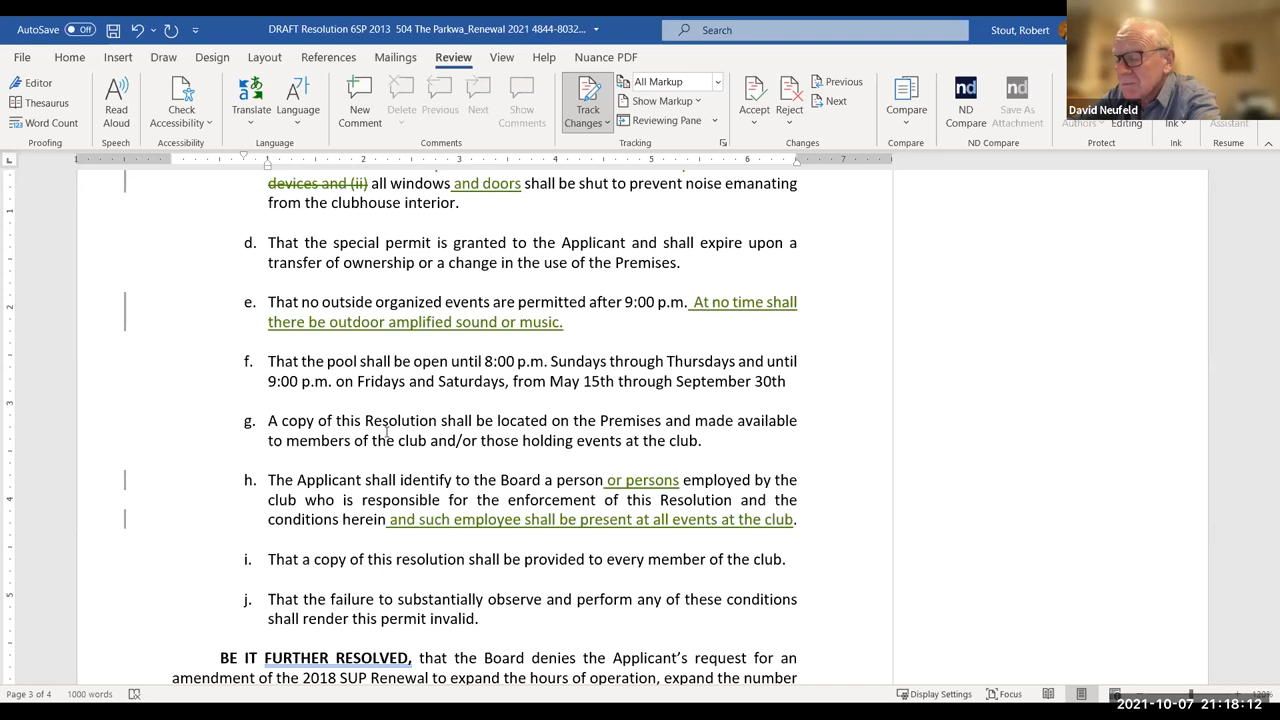 AutoSave Off
DRAFT Resolution 6SP 2013 504 The Parkwa_Renewal 2021 4844-8032...
Search
Stout, Robert
File Home Insert Draw Design Layout References Mailings Review View Help Nuance PDF
David Neufeld
Editor
Thesaurus
Word Count
Proofing
Read Aloud
Speech
Check Accessibility
Accessibility
Translate
Language
Language
New Comment
Delete
Previous
Next
Show Comments
Comments
Track Changes
All Markup
Show Markup
Reviewing Pane
Tracking
Accept
Reject
Previous
Next
Changes
Compare
Compare
ND Compare
Save As Attachment
ND Compare
Authors
Editing
Protect
Ink
Ink
Assistant
Resume
1 1 2 3 4 5 6 7
devices and (ii) all windows and doors shall be shut to prevent noise emanating
from the clubhouse interior.
d. That the special permit is granted to the Applicant and shall expire upon a
transfer of ownership or a change in the use of the Premises.
e. That no outside organized events are permitted after 9:00 p.m. At no time shall
there be outdoor amplified sound or music.
f. That the pool shall be open until 8:00 p.m. Sundays through Thursdays and until
9:00 p.m. on Fridays and Saturdays, from May 15th through September 30th
g. A copy of this Resolution shall be located on the Premises and made available
to members of the club and/or those holding events at the club.
h. The Applicant shall identify to the Board a person or persons employed by the
club who is responsible for the enforcement of this Resolution and the
conditions herein and such employee shall be present at all events at the club.
i. That a copy of this resolution shall be provided to every member of the club.
j. That the failure to substantially observe and perform any of these conditions
shall render this permit invalid.
BE IT FURTHER RESOLVED, that the Board denies the Applicant's request for an
amendment of the 2018 SUP Renewal to expand the hours of operation, expand the number
Page 3 of 4 1000 words
Display Settings Focus
2021-10-07 21:18:12